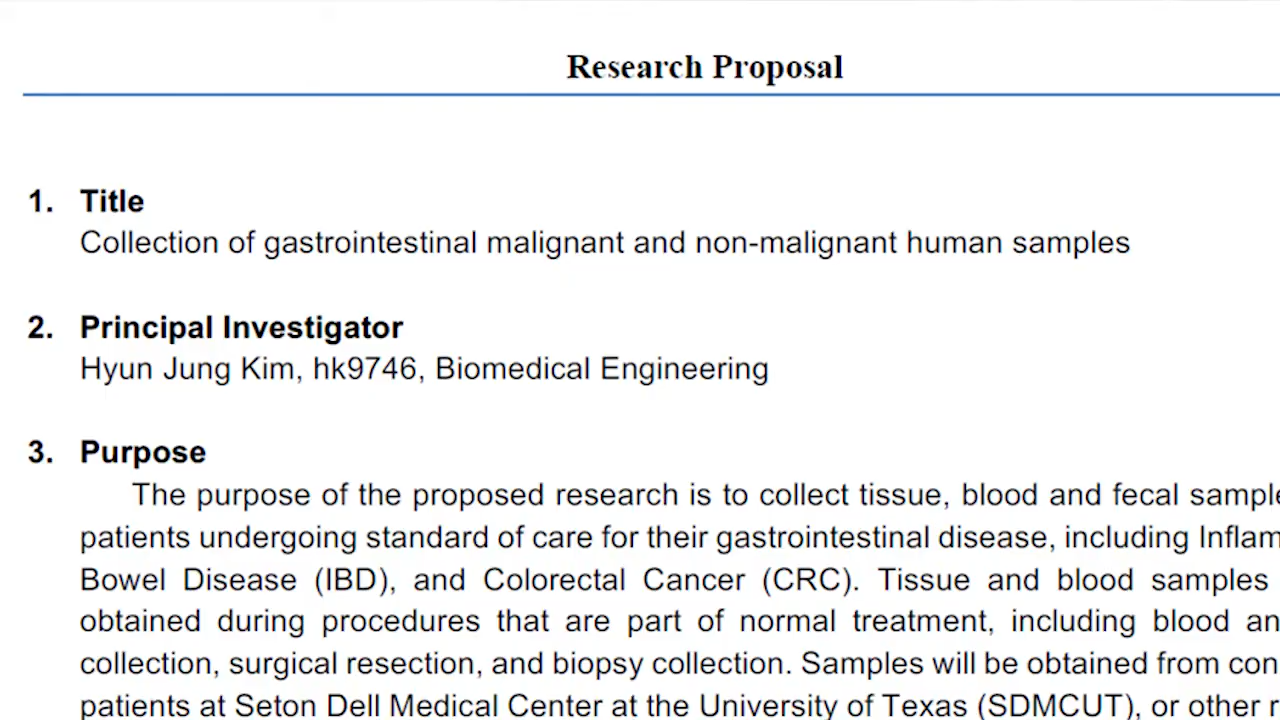 Research Proposal
1. Title
Collection of gastrointestinal malignant and non-malignant human samples
2. Principal Investigator
Hyun Jung Kim, hk9746, Biomedical Engineering
3. Purpose
The purpose of the proposed research is to collect tissue, blood and fecal
patients undergoing standard of care for their gastrointestinal disease, including
Bowel Disease (IBD), and Colorectal Cancer (CRC). Tissue and blood samples
obtained during procedures that are part of normal treatment, including blood
collection, surgical resection, and biopsy collection. Samples will be obtained from
patients at Seton Dell Medical Center at the University of Texas (SDMCUT), or other